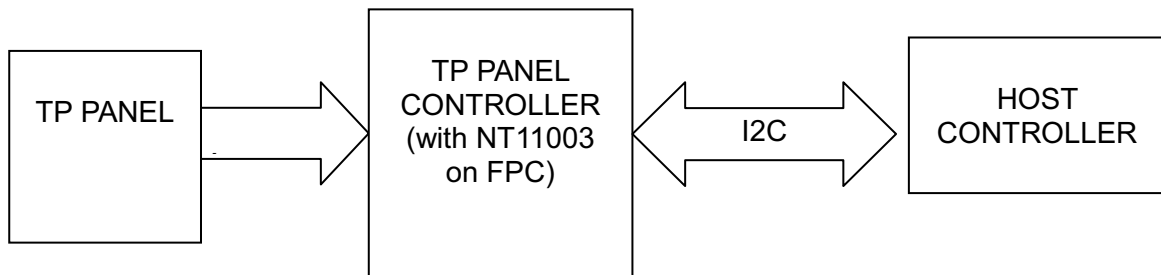 TP PANEL
TP PANEL
CONTROLLER
(with NT11003
on FPC)
I2C
HOST
CONTROLLER